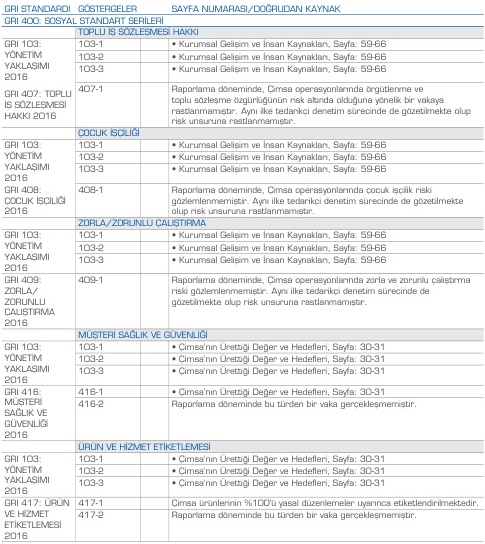 GRI STANDARDI GÖSTERGELER SAYFA NUMARASI/DOĞRUDAN KAYNAK
GRI 400: SOSYAL STANDART SERİLERİ
TOPLU İŞ SÖZLEŞMESİ HAKKI
GRI 103: 103-1 • Kurumsal Gelişim ve İnsan Kaynakları, Sayfa: 59-66
YÖNETİM 103-2 • Kurumsal Gelişim ve İnsan Kaynakları, Sayfa: 59-66
YAKLAŞIMI 103-3 • Kurumsal Gelişim ve İnsan Kaynakları, Sayfa: 59-66
2016
GRI 407: TOPLU 407-1 Raporlama döneminde, Çimsa operasyonlarında örgütlenme ve
İŞ SÖZLEŞMESİ toplu sözleşme özgürlüğünün risk altında olduğuna yönelik bir vakaya
HAKKI 2016 rastlanmamıştır. Aynı ilke tedarikçi denetim sürecinde de gözetilmekte olup
risk unsuruna rastlanmamıştır.
ÇOCUK İŞÇİLİĞİ
GRI 103: 103-1 • Kurumsal Gelişim ve İnsan Kaynakları, Sayfa: 59-66
YÖNETİM 103-2 • Kurumsal Gelişim ve İnsan Kaynakları, Sayfa: 59-66
YAKLAŞIMI 103-3 • Kurumsal Gelişim ve İnsan Kaynakları, Sayfa: 59-66
2016
GRI 408: 408-1 Raporlama döneminde, Çimsa operasyonlarında çocuk işçilik riski
ÇOCUK İŞÇİLİĞİ gözlemlenmemiştir. Aynı ilke tedarikçi denetim sürecinde de gözetilmekte
2016 olup risk unsuruna rastlanmamıştır.
ZORLA/ZORUNLU ÇALIŞTIRMA
GRI 103: 103-1 • Kurumsal Gelişim ve İnsan Kaynakları, Sayfa: 59-66
YÖNETİM 103-2 • Kurumsal Gelişim ve İnsan Kaynakları, Sayfa: 59-66
YAKLAŞIMI 103-3 • Kurumsal Gelişim ve İnsan Kaynakları, Sayfa: 59-66
2016
GRI 409: 409-1 Raporlama döneminde, Çimsa operasyonlarında zorla ve zorunlu çalıştırma
ZORLA/ riski gözlemlenmemiştir. Aynı ilke tedarikçi denetim sürecinde de
ZORUNLU gözetilmekte olup risk unsuruna rastlanmamıştır.
ÇALIŞTIRMA
2016
MÜŞTERİ SAĞLIK VE GÜVENLİĞİ
GRI 103: 103-1 • Çimsa'nın Ürettiği Değer ve Hedefleri, Sayfa: 30-31
YÖNETİM 103-2 • Çimsa'nın Ürettiği Değer ve Hedefleri, Sayfa: 30-31
YAKLAŞIMI 103-3 • Çimsa'nın Ürettiği Değer ve Hedefleri, Sayfa: 30-31
2016
GRI 416: 416-1 • Çimsa'nın Ürettiği Değer ve Hedefleri, Sayfa: 30-31
MÜŞTERİ 416-2 Raporlama döneminde bu türden bir vaka gerçekleşmemiştir.
SAĞLIK VE
GÜVENLİĞİ
2016
ÜRÜN VE HİZMET ETİKETLEMESİ
GRI 103: 103-1 • Çimsa'nın Ürettiği Değer ve Hedefleri, Sayfa: 30-31
YÖNETİM 103-2 • Çimsa'nın Ürettiği Değer ve Hedefleri, Sayfa: 30-31
YAKLAŞIMI 103-3 • Çimsa'nın Ürettiği Değer ve Hedefleri, Sayfa: 30-31
2016
GRI 417: ÜRÜN 417-1 Çimsa ürünlerinin %100'ü yasal düzenlemeler uyarınca etiketlendirilmektedir.
VE HİZMET 417-2 Raporlama döneminde bu türden bir vaka gerçekleşmemiştir.
ETİKETLEMESİ
2016